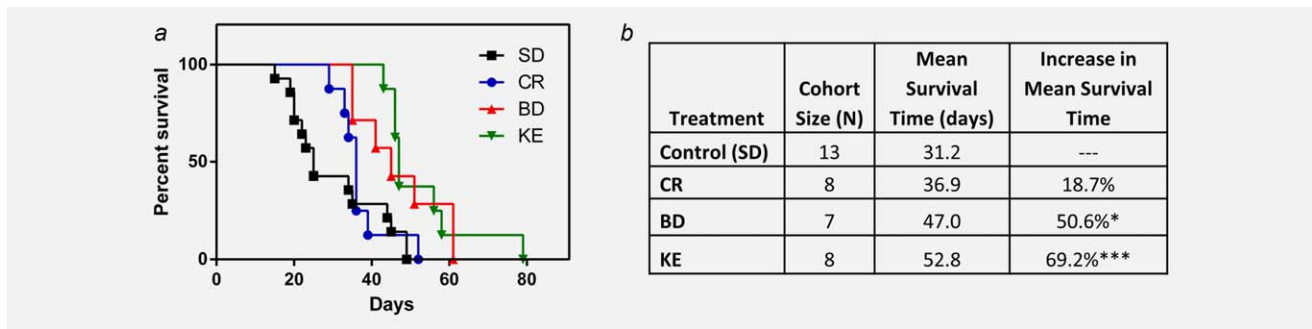 a
100
50
0
Percent survival
0 20 40 60 80
Days
SD
CR
BD
KE
b
Treatment Cohort Size (N) Mean Survival Time (days) Increase in Mean Survival Time
Control (SD) 13 31.2 ---
CR 8 36.9 18.7%
BD 7 47.0 50.6%*
KE 8 52.8 69.2%***